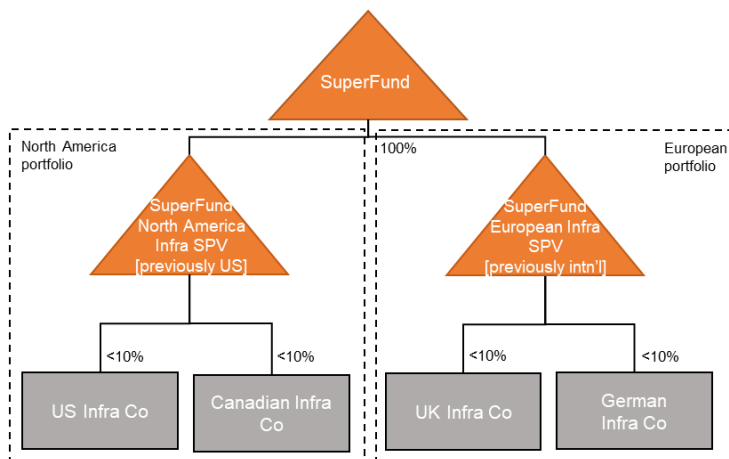 SuperFund
North America
portfolio
100%
European
portfolio
SuperFund
North America
Infra SPV
[previously US]
SuperFund
European Infra
SPV
[previously intn'l]
<10%
<10%
<10%
<10%
US Infra Co
Canadian Infra
Co
UK Infra Co
German
Infra Co